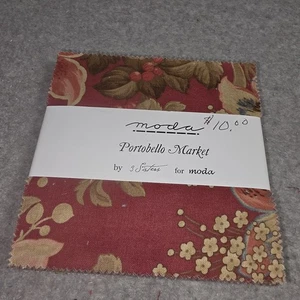 moda $10.00
Portobello Market
by 3 Sisters for moda